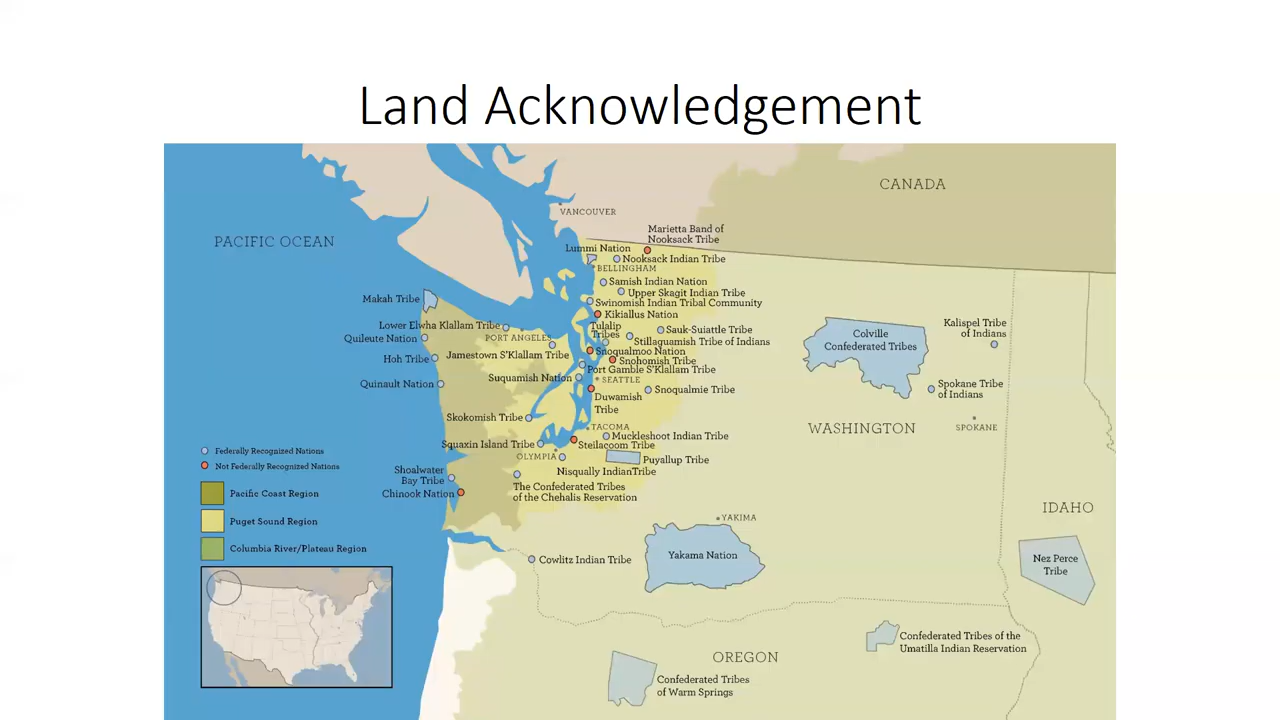 Land Acknowledgement
CANADA
VANCOUVER
PACIFIC OCEAN
Marietta Band of
Nooksack Tribe
Lummi Nation
Nooksack Indian Tribe
BELLINGHAM
Samish Indian Nation
Upper Skagit Indian Tribe
Makah Tribe
Swinomish Indian Tribal Community
Kikiallus Nation
Lower Elwha Klallam Tribe
Tulalip
Tribes
Sauk-Suiattle Tribe
Quileute Nation
PORT ANGELES
Stillaguamish Tribe of Indians
Hoh Tribe
Jamestown S'Klallam Tribe
Snoqualmoo Nation
Snohomish Tribe
Port Gamble S'Klallam Tribe
Suquamish Nation
SEATTLE
Quinault Nation
Snoqualmie Tribe
Duwamish
Tribe
Skokomish Tribe
TACOMA
Muckleshoot Indian Tribe
Squaxin Island Tribe
Steilacoom Tribe
OLYMPIA
Puyallup Tribe
Nisqually IndianTribe
Shoalwater
Bay Tribe
Chinook Nation
The Confederated Tribes
of the Chehalis Reservation
Colville
Confederated Tribes
Kalispel Tribe
of Indians
Spokane Tribe
of Indians
WASHINGTON
SPOKANE
Federally Recognized Nations
Not Federally Recognized Nations
Pacific Coast Region
Puget Sound Region
Columbia River/Plateau Region
IDAHO
YAKIMA
Cowlitz Indian Tribe
Yakama Nation
Nez Perce
Tribe
Confederated Tribes of the
Umatilla Indian Reservation
OREGON
Confederated Tribes
of Warm Springs